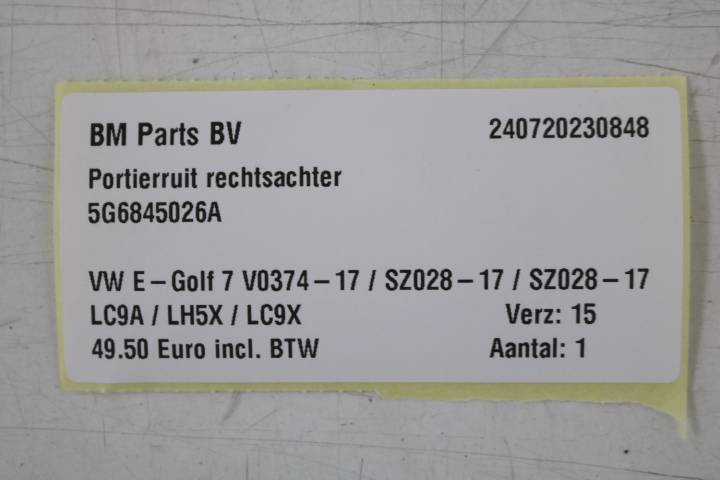 BM Parts BV 240720230848
Portierruit rechtsachter
5G6845026A
VW E-Golf 7 V0374-17 / SZ028-17 / SZ028-17
LC9A / LH5X / LC9X Verz: 15
49.50 Euro incl. BTW Aantal: 1